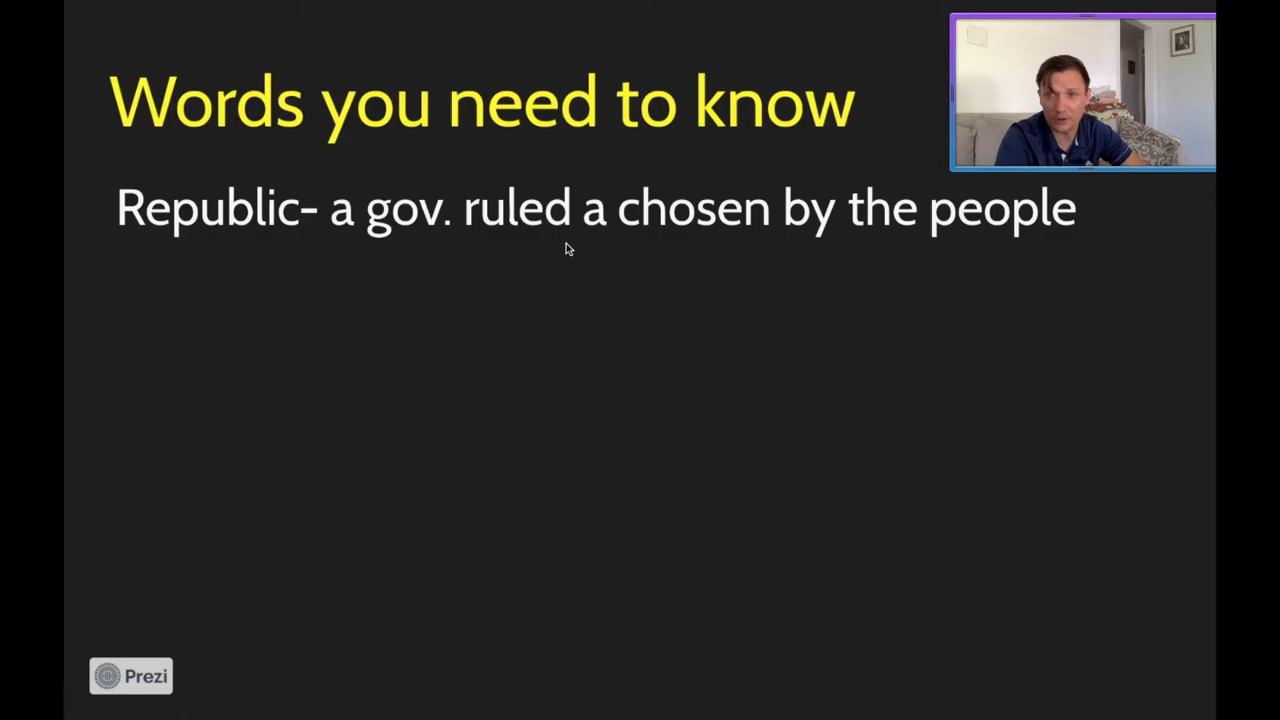 Words you need to know
Republic- a gov. ruled a chosen by the people
Prezi